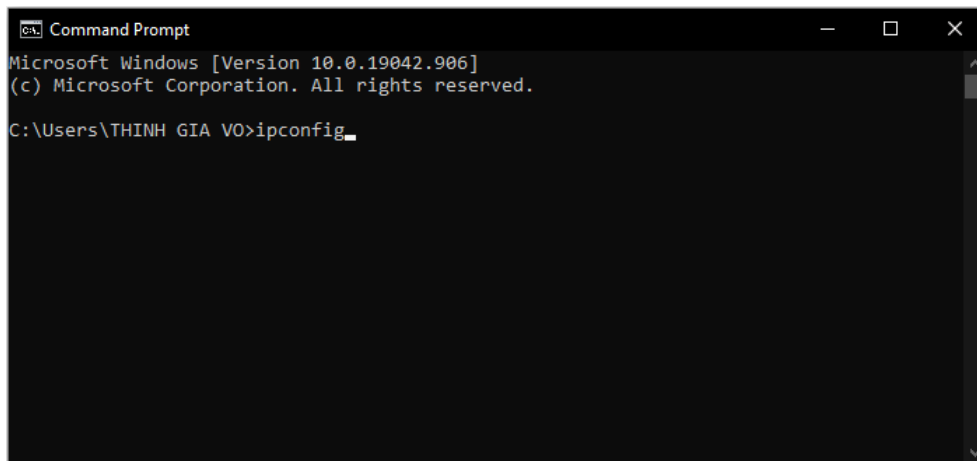 Command Prompt
Microsoft Windows [Version 10.0.19042.906]
(c) Microsoft Corporation. All rights reserved.
C:\Users\THINH GIA VO>ipconfig